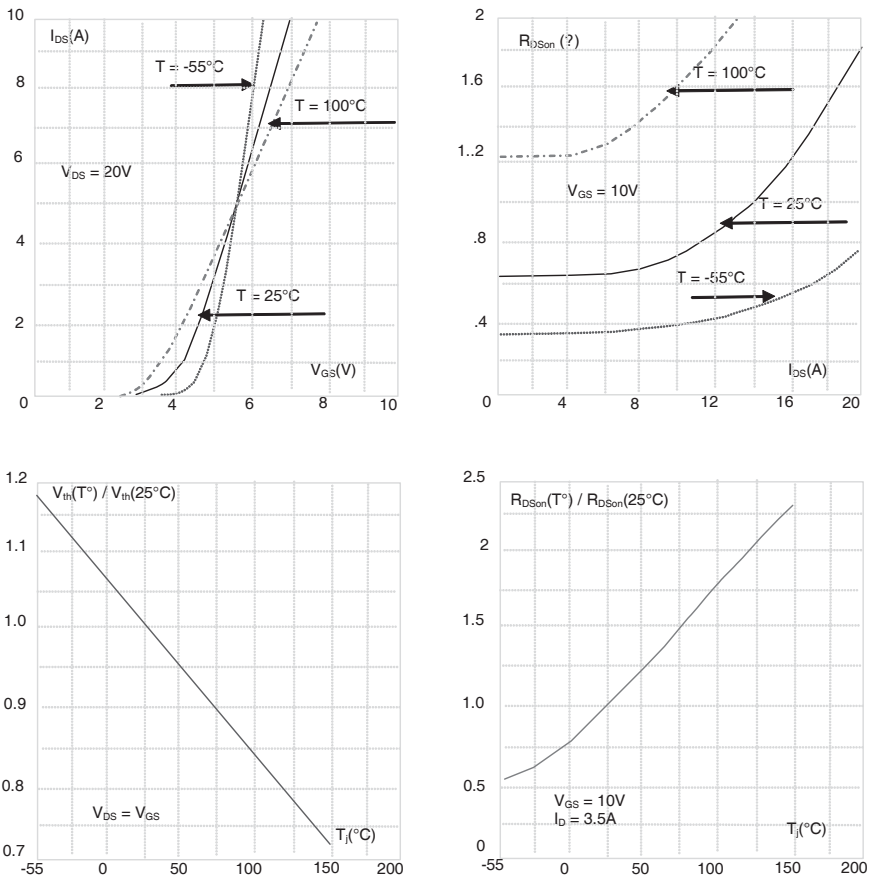 10
I_DS(A)
T = -55°C
8
T = 100°C
6
V_DS = 20V
4
T = 25°C
2
V_GS(V)
0 2 4 6 8 10
2
R_DSon (?)
1.6
T = 100°C
1.2
V_GS = 10V
T = 25°C
.8
T = -55°C
.4
I_DS(A)
0 4 8 12 16 20
1.2
V_th(T°) / V_th(25°C)
1.1
1.0
0.9
0.8
V_DS = V_GS
T_j(°C)
0.7
-55 0 50 100 150 200
2.5
R_DSon(T°) / R_DSon(25°C)
2
1.5
1.0
0.5
V_GS = 10V
I_D = 3.5A
T_j(°C)
0
-55 0 50 100 150 200